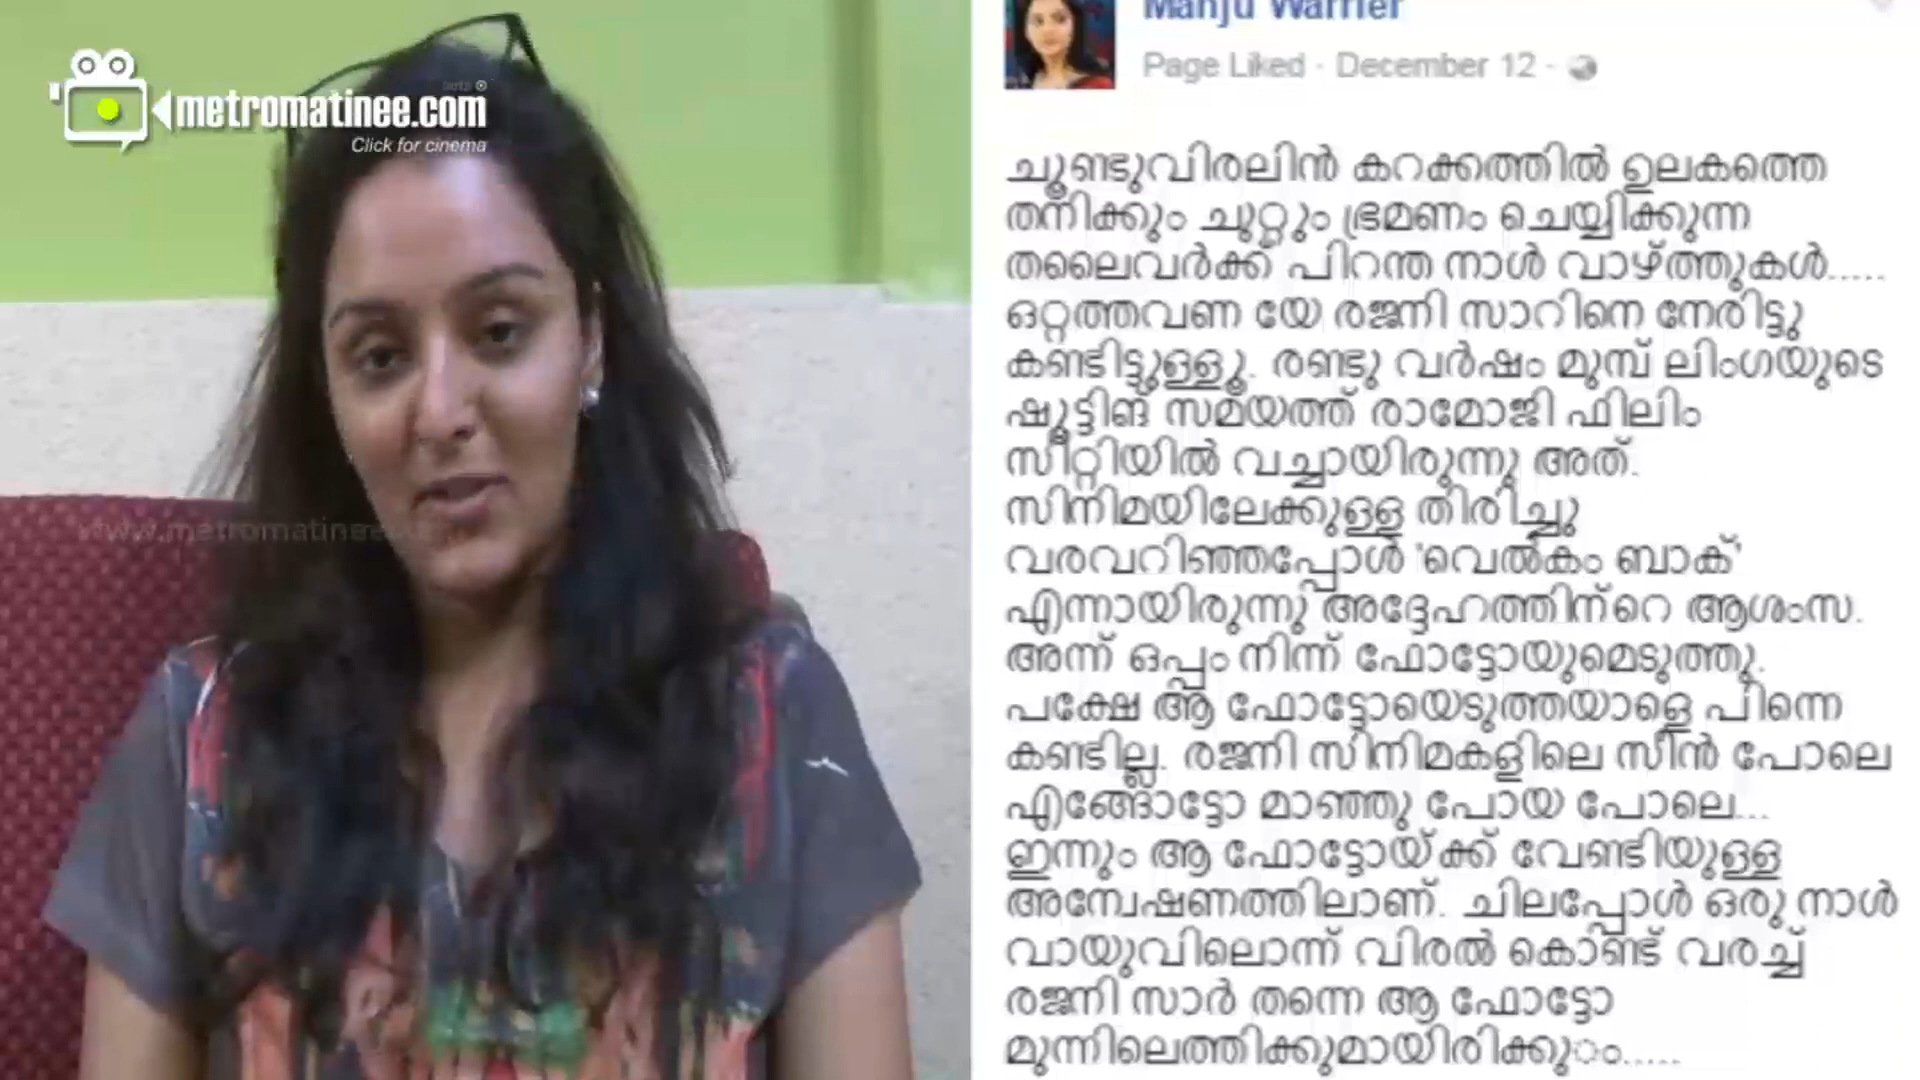 metromatinee.com
Click for cinema
Manju Warrier
Page Liked · December 12 ·
ചൂണ്ടുവിരലിൻ കറക്കത്തിൽ ഉലകത്തെ
തനിക്കും ചുറ്റും ഭ്രമണം ചെയ്യിക്കുന്ന
തലൈവർക്ക് പിറന്ത നാൾ വാഴ്ത്തുകൾ.....
ഒറ്റത്തവണ യേ രജനി സാറിനെ നേരിട്ടു
കണ്ടിട്ടുള്ളൂ. രണ്ടു വർഷം മുമ്പ് ലിംഗയുടെ
ഷൂട്ടിങ് സമയത്ത് രാമോജി ഫിലിം
സിറ്റിയിൽ വച്ചായിരുന്നു അത്.
സിനിമയിലേക്കുള്ള തിരിച്ചു
വരവറിഞ്ഞപ്പോൾ 'വെൽകം ബാക്'
എന്നായിരുന്നു അദ്ദേഹത്തിന്റെ ആശംസ.
അന്ന് ഒപ്പം നിന്ന് ഫോട്ടോയുമെടുത്തു.
പക്ഷേ ആ ഫോട്ടോയെടുത്തയാളെ പിന്നെ
കണ്ടില്ല. രജനി സിനിമകളിലെ സീൻ പോലെ
എങ്ങോട്ടോ മാഞ്ഞു പോയ പോലെ...
ഇന്നും ആ ഫോട്ടോയ്ക്ക് വേണ്ടിയുള്ള
അന്വേഷണത്തിലാണ്. ചിലപ്പോൾ ഒരു നാൾ
വായുവിലൊന്ന് വിരൽ കൊണ്ട് വരച്ച്
രജനി സാർ തന്നെ ആ ഫോട്ടോ
മുന്നിലെത്തിക്കുമായിരിക്കും.....